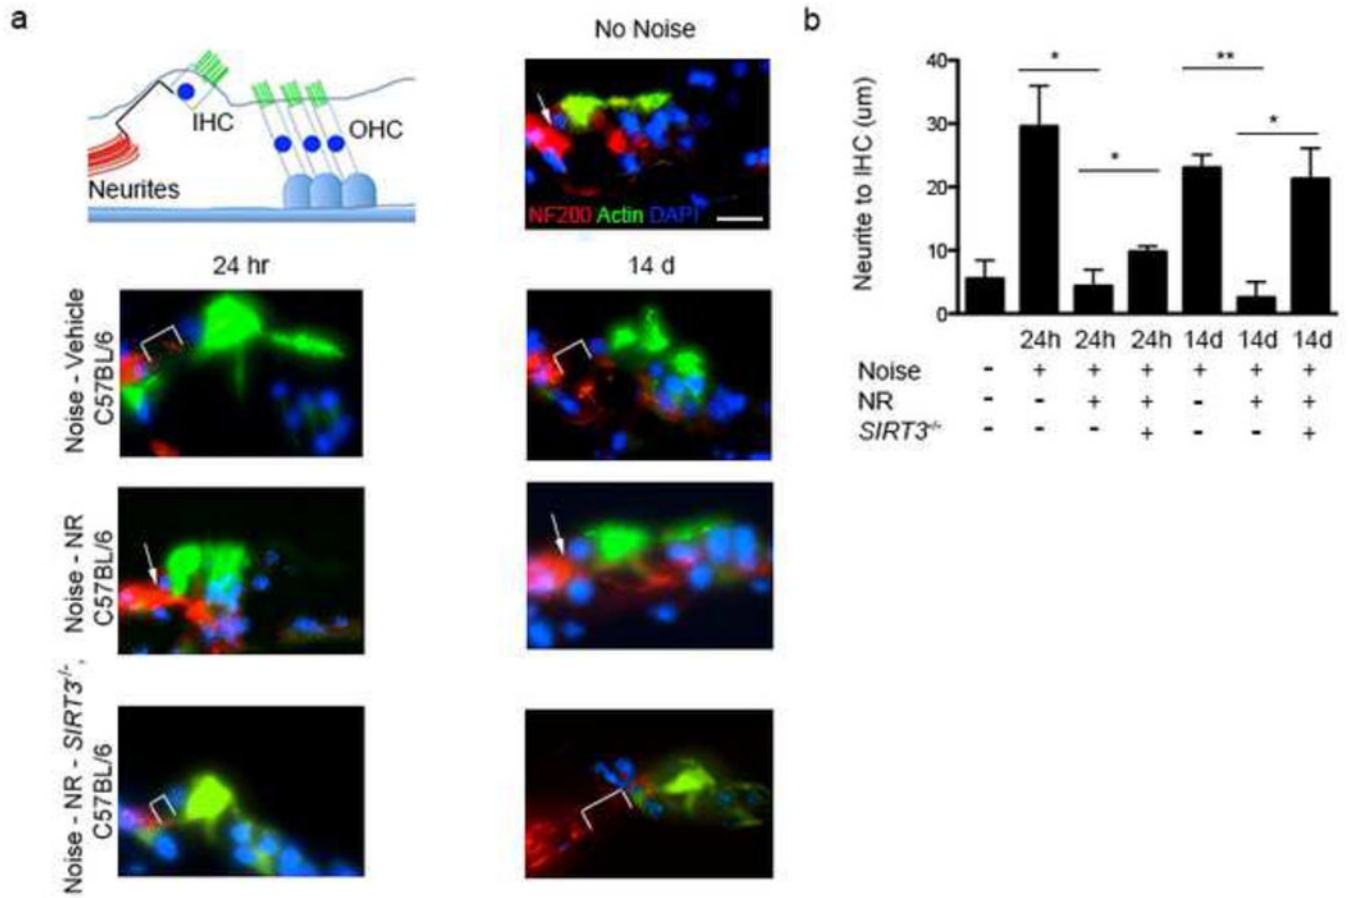 a
No Noise
IHC
OHC
Neurites
NF200 Actin DAPI
24 hr
14 d
Noise - Vehicle
C57BL/6
Noise - NR
C57BL/6
Noise - NR - SIRT3-/-,
C57BL/6
b
Neurite to IHC (um)
40
30
20
10
0
*
**
*
*
24h 24h 24h 14d 14d 14d
Noise - + + + + + +
NR - - + + - + +
SIRT3-/- - - - + - - +